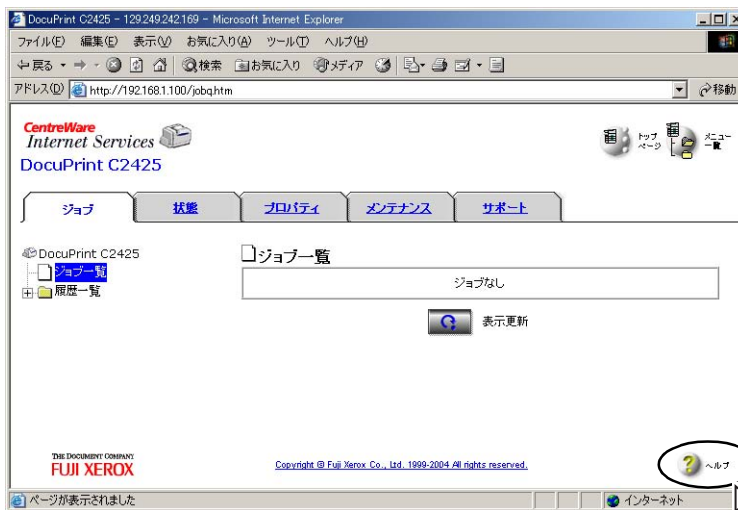 DocuPrint C2425 - 129.249.242.169 - Microsoft Internet Explorer
ファイル(F) 編集(E) 表示(V) お気に入り(A) ツール(T) ヘルプ(H)
戻る 検索 お気に入り メディア
アドレス(D) http://192.168.1.100/jobq.htm 移動
CentreWare
Internet Services
DocuPrint C2425
トップ
ページ
メニュー
一覧
ジョブ 状態 プロパティ メンテナンス サポート
DocuPrint C2425
ジョブ一覧
履歴一覧
ジョブ一覧
ジョブなし
表示更新
THE DOCUMENT COMPANY
FUJI XEROX
Copyright © Fuji Xerox Co., Ltd. 1999-2004 All rights reserved.
ヘルプ
ページが表示されました インターネット